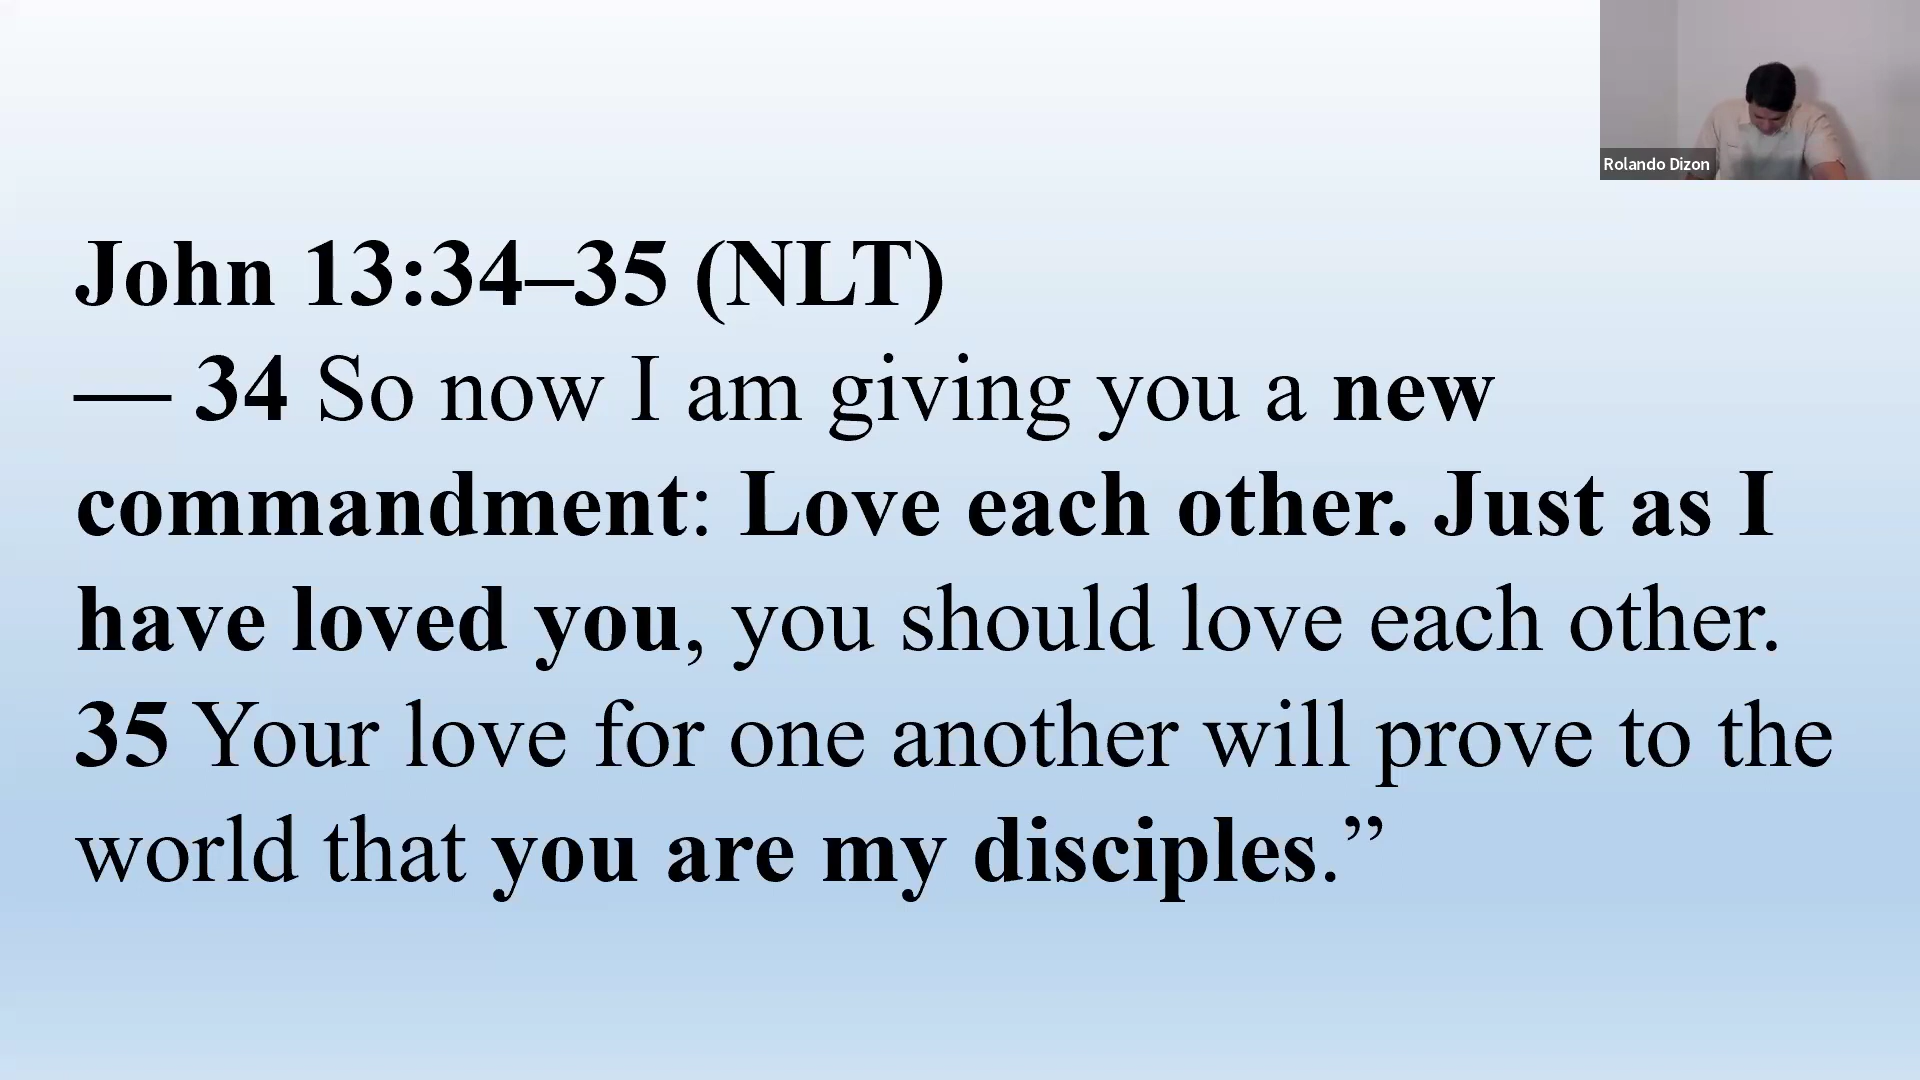 Rolando Dizon
John 13:34–35 (NLT)
— 34 So now I am giving you a new
commandment: Love each other. Just as I
have loved you, you should love each other.
35 Your love for one another will prove to the
world that you are my disciples.”